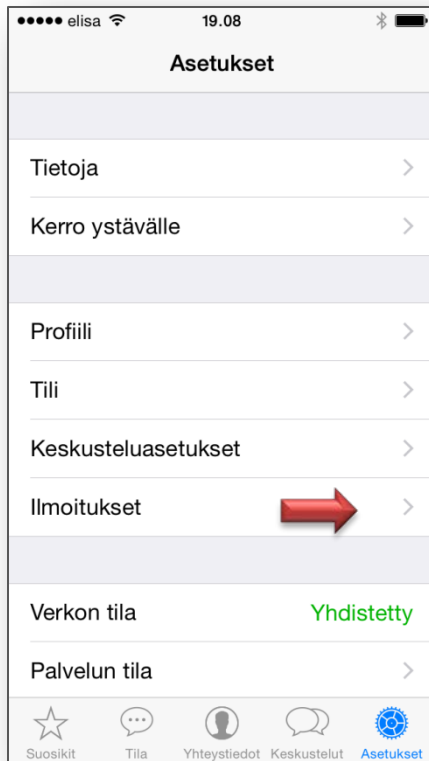 elisa 19.08
Asetukset
Tietoja
Kerro ystävälle
Profiili
Tili
Keskusteluasetukset
Ilmoitukset
Verkon tila Yhdistetty
Palvelun tila
Suosikit Tila Yhteystiedot Keskustelut Asetukset